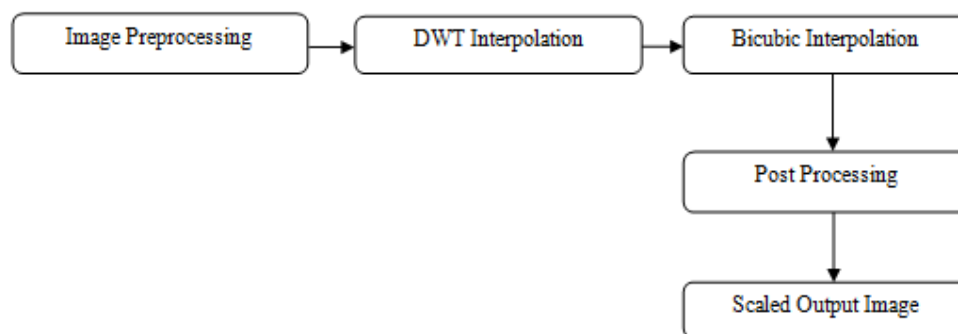 Image Preprocessing
DWT Interpolation
Bicubic Interpolation
Post Processing
Scaled Output Image